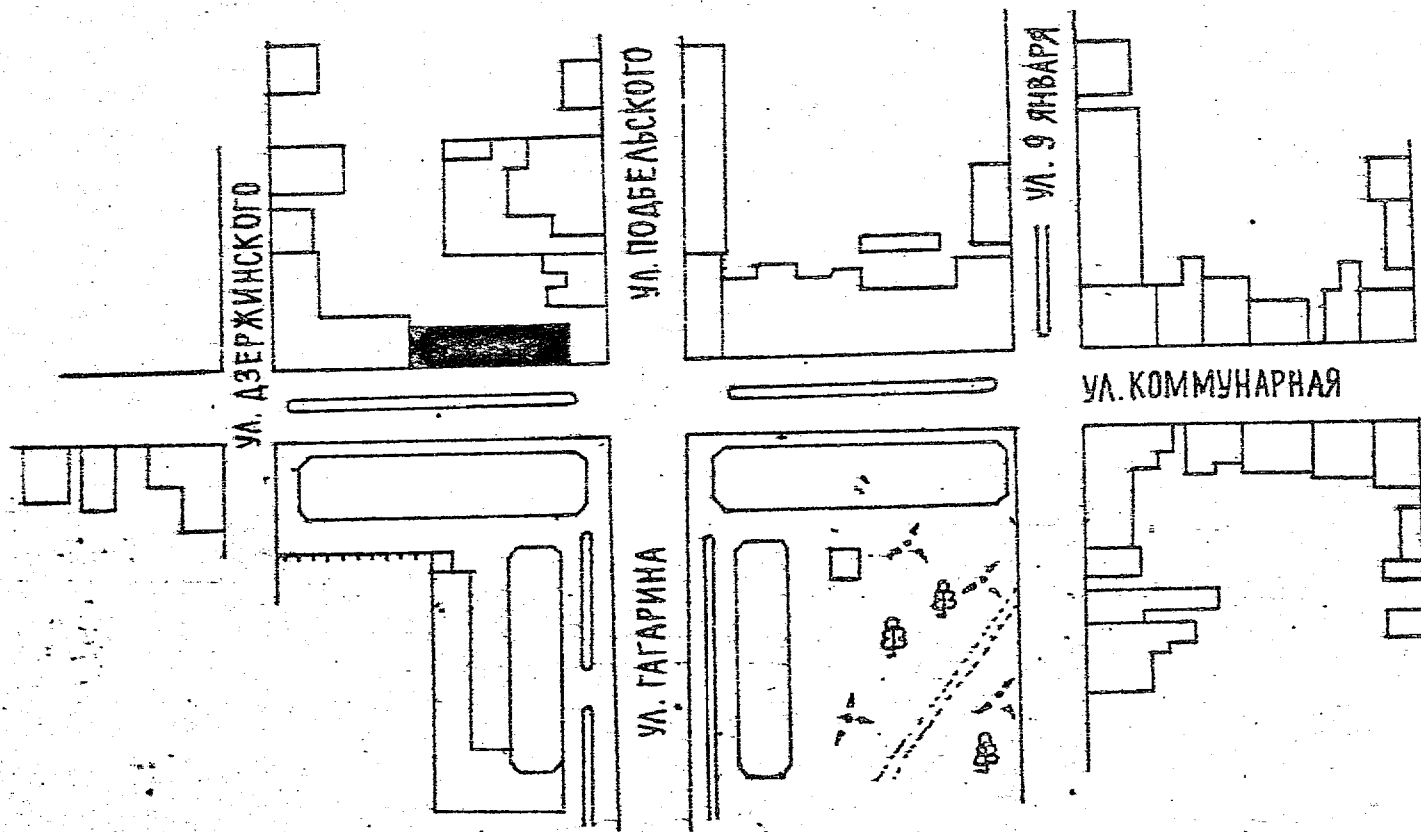 УЛ. ДЗЕРЖИНСКОГО
УЛ. ПОДБЕЛЬСКОГО
УЛ. 9 ЯНВАРЯ
УЛ. КОММУНАРНАЯ
УЛ. ГАГАРИНА